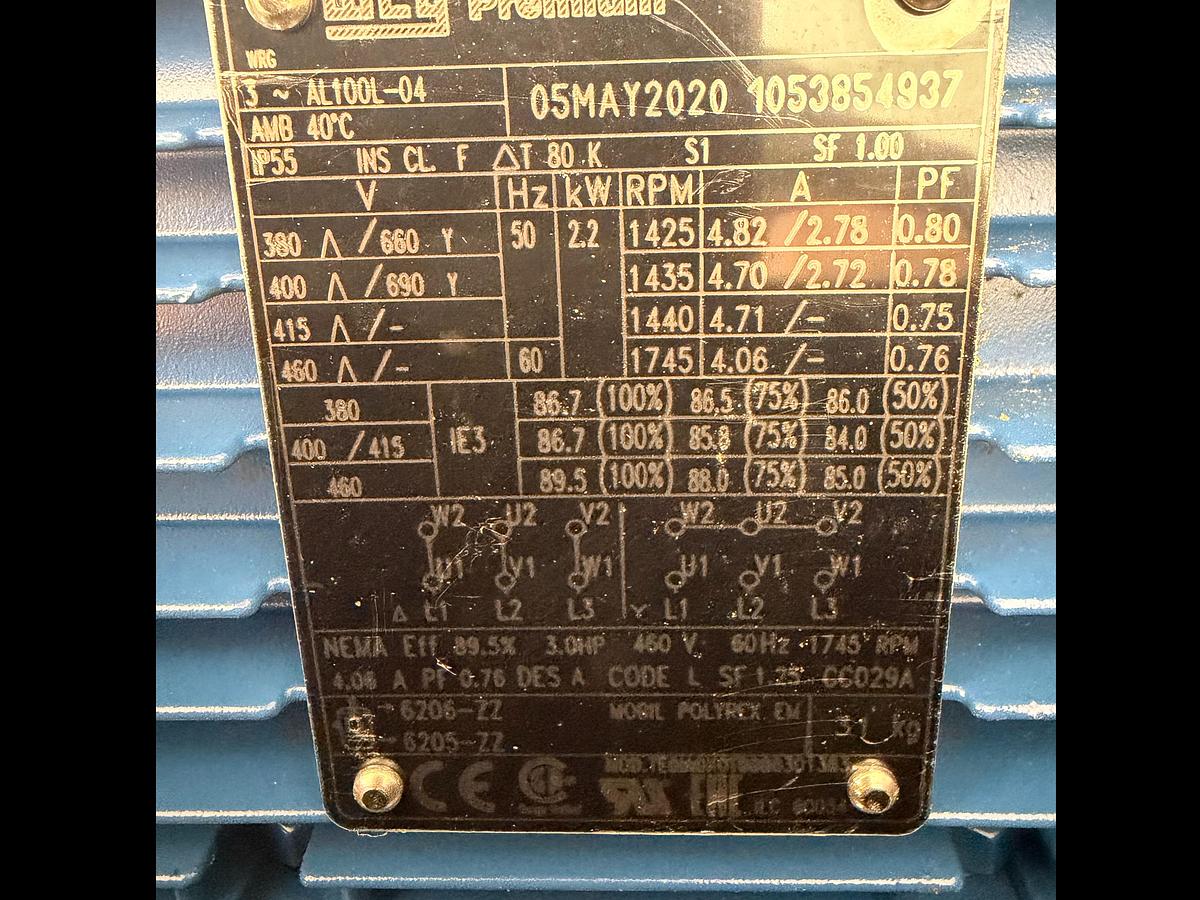 WEG Premium
WRG
3 ~ AL100L-04
05MAY2020 1053854937
AMB 40°C
IP55 INS CL. F ΔT 80 K S1 SF 1.00
V Hz kW RPM A PF
380 Δ /660 Y 50 2.2 1425 4.82 /2.78 0.80
400 Δ /690 Y 1435 4.70 /2.72 0.78
415 Δ /- 1440 4.71 /- 0.75
460 Δ /- 60 1745 4.06 /- 0.76
380 IE3 86.7 (100%) 86.5 (75%) 86.0 (50%)
400 /415 86.7 (100%) 85.8 (75%) 84.0 (50%)
460 89.5 (100%) 88.0 (75%) 85.0 (50%)
W2 U2 V2 W2 U2 V2
U1 V1 W1 U1 V1 W1
Δ L1 L2 L3 Y L1 L2 L3
NEMA Eff 89.5% 3.0HP 460 V 60Hz 1745 RPM
4.06 A PF 0.76 DES A CODE L SF 1.25 CC029A
6206-ZZ MOBIL POLYREX EM 31 kg
6205-ZZ
CE EAC